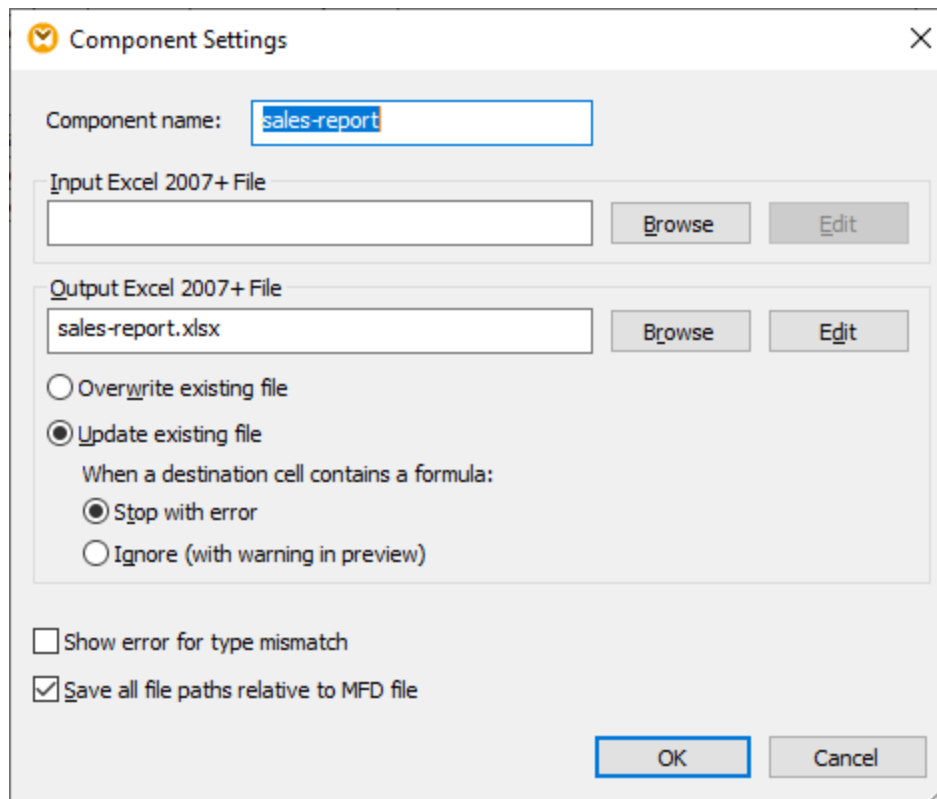 Component Settings
Component name: sales-report
Input Excel 2007+ File
Browse Edit
Output Excel 2007+ File
sales-report.xlsx Browse Edit
Overwrite existing file
Update existing file
When a destination cell contains a formula:
Stop with error
Ignore (with warning in preview)
Show error for type mismatch
Save all file paths relative to MFD file
OK Cancel